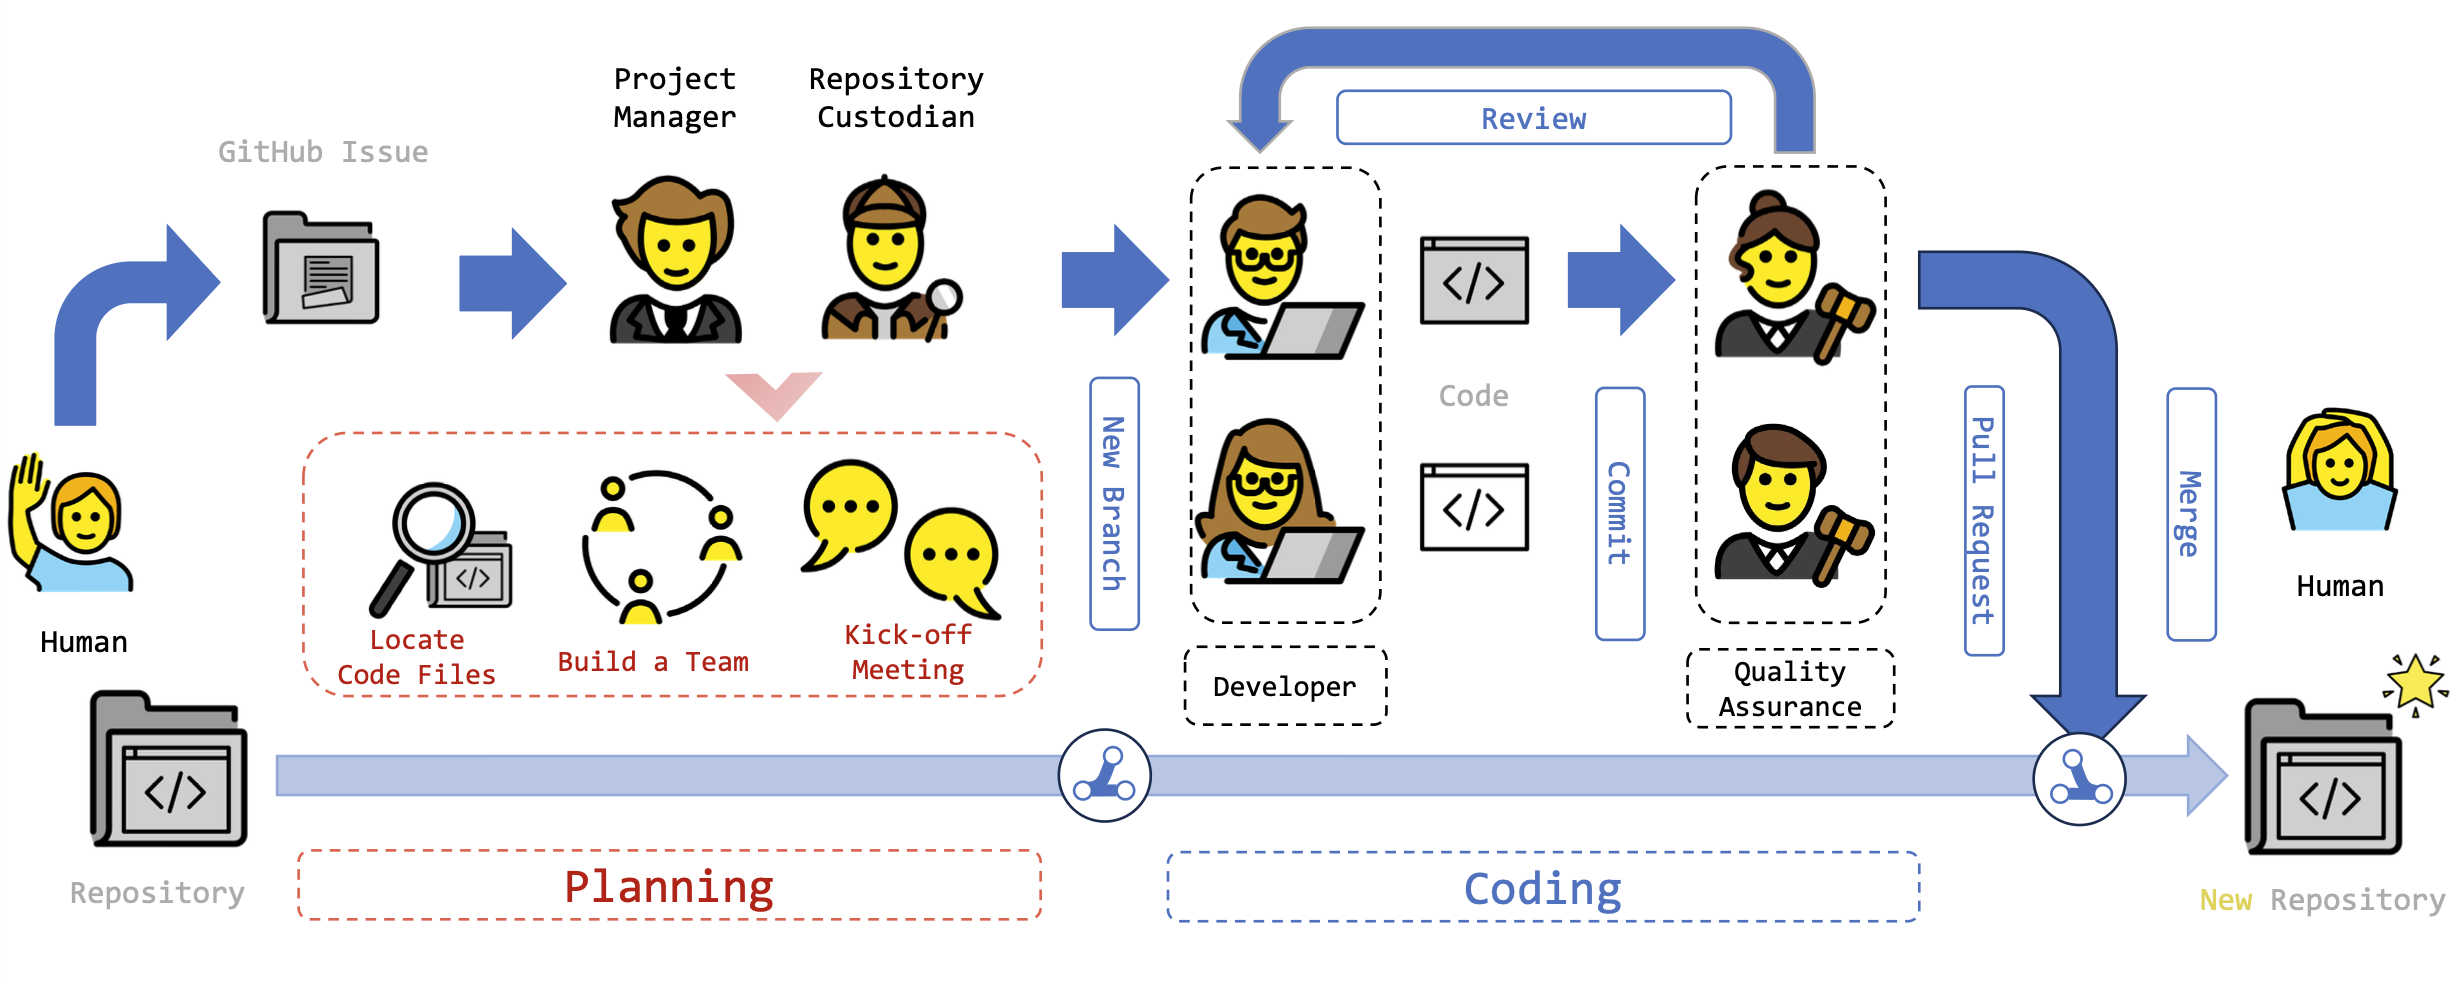 Project
Manager
Repository
Custodian
GitHub Issue
Review
Human
Locate
Code Files
Build a Team
Kick-off
Meeting
New Branch
Developer
</>
Code
</>
Commit
Quality
Assurance
Pull Request
Merge
Human
</>
</>
Repository
Planning
Coding
</>
New Repository